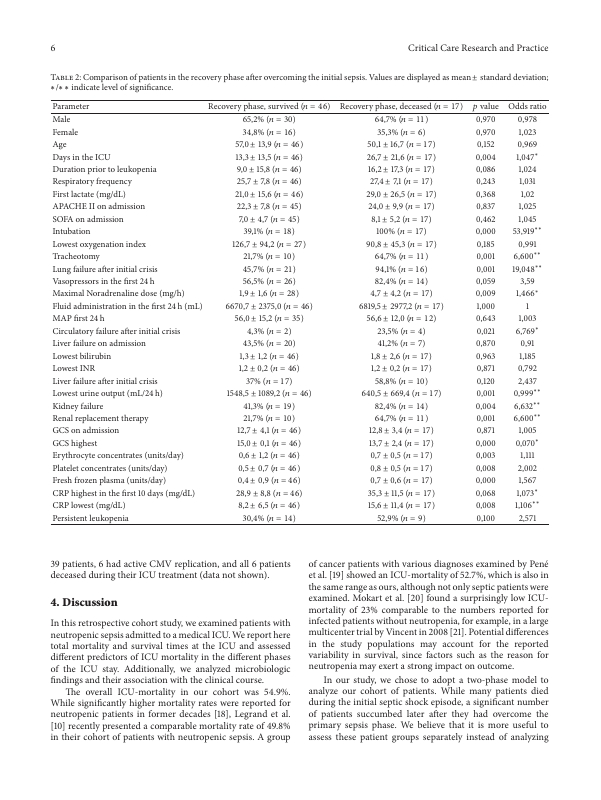 6 Critical Care Research and Practice
Table 2: Comparison of patients in the recovery phase after overcoming the initial sepsis. Values are displayed as mean ± standard deviation;
∗/∗∗ indicate level of significance.
Parameter Recovery phase, survived (n = 46) Recovery phase, deceased (n = 17) p value Odds ratio
Male 65,2% (n = 30) 64,7% (n = 11) 0,970 0,978
Female 34,8% (n = 16) 35,3% (n = 6) 0,970 1,023
Age 57,0 ± 13,9 (n = 46) 50,1 ± 16,7 (n = 17) 0,152 0,969
Days in the ICU 13,3 ± 13,5 (n = 46) 26,7 ± 21,6 (n = 17) 0,004 1,047*
Duration prior to leukopenia 9,0 ± 15,8 (n = 46) 16,2 ± 17,3 (n = 17) 0,086 1,024
Respiratory frequency 25,7 ± 7,8 (n = 46) 27,4 ± 7,1 (n = 17) 0,243 1,031
First lactate (mg/dL) 21,0 ± 15,6 (n = 46) 29,0 ± 26,5 (n = 17) 0,368 1,02
APACHE II on admission 22,3 ± 7,8 (n = 45) 24,0 ± 9,9 (n = 17) 0,837 1,025
SOFA on admission 7,0 ± 4,7 (n = 45) 8,1 ± 5,2 (n = 17) 0,462 1,045
Intubation 39,1% (n = 18) 100% (n = 17) 0,000 53,919**
Lowest oxygenation index 126,7 ± 94,2 (n = 27) 90,8 ± 45,3 (n = 17) 0,185 0,991
Tracheotomy 21,7% (n = 10) 64,7% (n = 11) 0,001 6,600**
Lung failure after initial crisis 45,7% (n = 21) 94,1% (n = 16) 0,001 19,048**
Vasopressors in the first 24 h 56,5% (n = 26) 82,4% (n = 14) 0,059 3,59
Maximal Noradrenaline dose (mg/h) 1,9 ± 1,6 (n = 28) 4,7 ± 4,2 (n = 17) 0,009 1,466*
Fluid administration in the first 24 h (mL) 6670,7 ± 2375,0 (n = 46) 6819,5 ± 2977,2 (n = 17) 1,000 1
MAP first 24 h 56,0 ± 15,2 (n = 35) 56,6 ± 12,0 (n = 12) 0,643 1,003
Circulatory failure after initial crisis 4,3% (n = 2) 23,5% (n = 4) 0,021 6,769*
Liver failure on admission 43,5% (n = 20) 41,2% (n = 7) 0,870 0,91
Lowest bilirubin 1,3 ± 1,2 (n = 46) 1,8 ± 2,6 (n = 17) 0,963 1,185
Lowest INR 1,2 ± 0,2 (n = 46) 1,2 ± 0,2 (n = 17) 0,871 0,792
Liver failure after initial crisis 37% (n = 17) 58,8% (n = 10) 0,120 2,437
Lowest urine output (mL/24 h) 1548,5 ± 1089,2 (n = 46) 640,5 ± 669,4 (n = 17) 0,001 0,999**
Kidney failure 41,3% (n = 19) 82,4% (n = 14) 0,004 6,632**
Renal replacement therapy 21,7% (n = 10) 64,7% (n = 11) 0,001 6,600**
GCS on admission 12,7 ± 4,1 (n = 46) 12,8 ± 3,4 (n = 17) 0,871 1,005
GCS highest 15,0 ± 0,1 (n = 46) 13,7 ± 2,4 (n = 17) 0,000 0,070*
Erythrocyte concentrates (units/day) 0,6 ± 1,2 (n = 46) 0,7 ± 0,5 (n = 17) 0,003 1,111
Platelet concentrates (units/day) 0,5 ± 0,7 (n = 46) 0,8 ± 0,5 (n = 17) 0,008 2,002
Fresh frozen plasma (units/day) 0,4 ± 0,9 (n = 46) 0,7 ± 0,6 (n = 17) 0,000 1,567
CRP highest in the first 10 days (mg/dL) 28,9 ± 8,8 (n = 46) 35,3 ± 11,5 (n = 17) 0,068 1,073*
CRP lowest (mg/dL) 8,2 ± 6,5 (n = 46) 15,6 ± 11,4 (n = 17) 0,008 1,106**
Persistent leukopenia 30,4% (n = 14) 52,9% (n = 9) 0,100 2,571
39 patients, 6 had active CMV replication, and all 6 patients
deceased during their ICU treatment (data not shown).
4. Discussion
In this retrospective cohort study, we examined patients with
neutropenic sepsis admitted to a medical ICU. We report here
total mortality and survival times at the ICU and assessed
different predictors of ICU mortality in the different phases
of the ICU stay. Additionally, we analyzed microbiologic
findings and their association with the clinical course.
The overall ICU-mortality in our cohort was 54.9%.
While significantly higher mortality rates were reported for
neutropenic patients in former decades [18], Legrand et al.
[10] recently presented a comparable mortality rate of 49.8%
in their cohort of patients with neutropenic sepsis. A group
of cancer patients with various diagnoses examined by Pené
et al. [19] showed an ICU-mortality of 52.7%, which is also in
the same range as ours, although not only septic patients were
examined. Mokart et al. [20] found a surprisingly low ICU-
mortality of 23% comparable to the numbers reported for
infected patients without neutropenia, for example, in a large
multicenter trial by Vincent in 2008 [21]. Potential differences
in the study populations may account for the reported
variability in survival, since factors such as the reason for
neutropenia may exert a strong impact on outcome.
In our study, we chose to adopt a two-phase model to
analyze our cohort of patients. While many patients died
during the initial septic shock episode, a significant number
of patients succumbed later after they had overcome the
primary sepsis phase. We believe that it is more useful to
assess these patient groups separately instead of analyzing